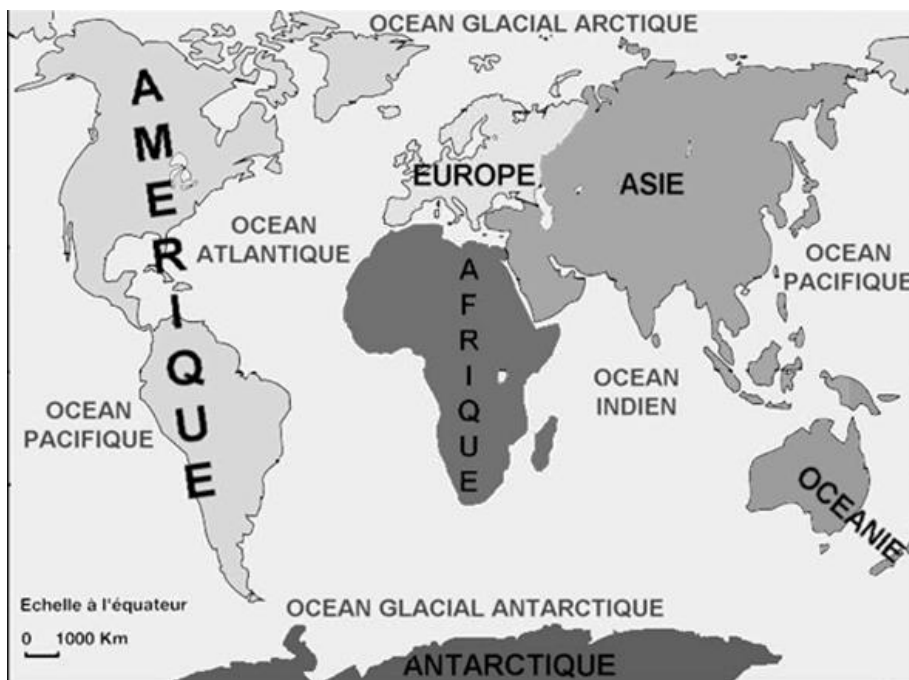 OCEAN GLACIAL ARCTIQUE
AMERIQUE
EUROPE
ASIE
OCEAN
ATLANTIQUE
AFRIQUE
OCEAN
PACIFIQUE
OCEAN
INDIEN
OCEAN
PACIFIQUE
OCEANIE
Echelle à l'équateur
0 1000 Km
OCEAN GLACIAL ANTARCTIQUE
ANTARCTIQUE